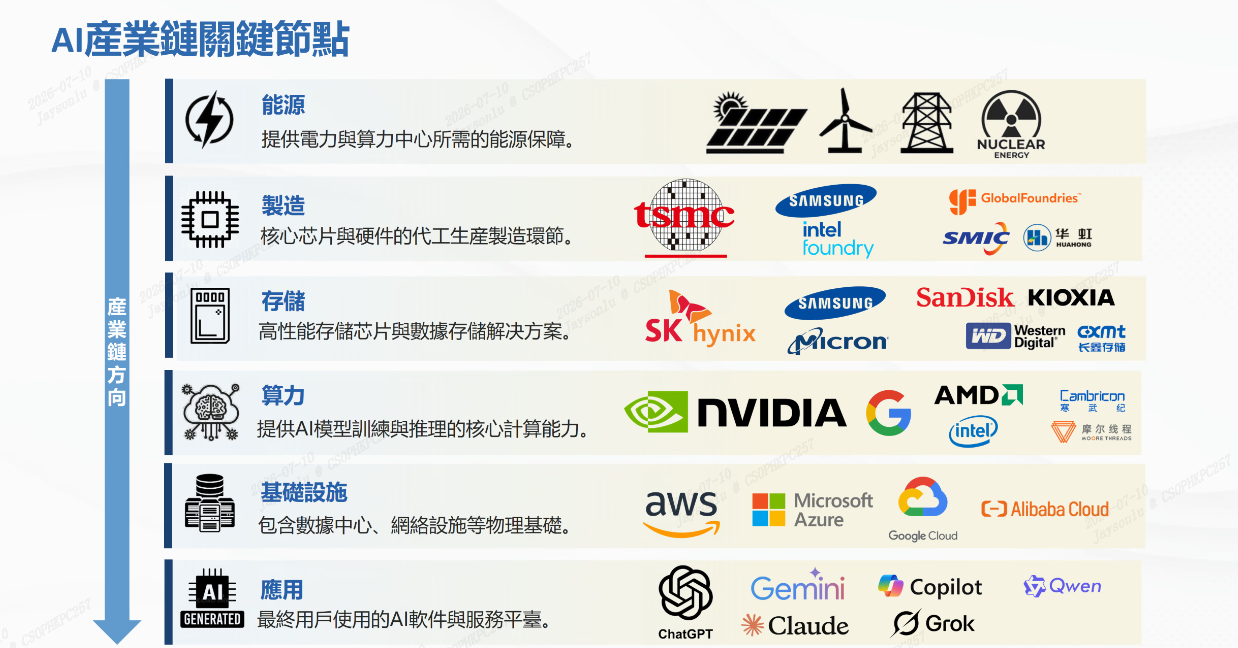 AI產業鏈關鍵節點
產業鏈方向
能源
提供電力與算力中心所需的能源保障。
NUCLEAR
ENERGY
製造
核心芯片與硬件的代工生產製造環節。
tsmc
SAMSUNG
intel
foundry
GlobalFoundries™
SMIC
华虹
HUAHONG
存儲
高性能存儲芯片與數據存儲解決方案。
SK hynix
SAMSUNG
Micron
SanDisk
KIOXIA
WD
Western
Digital®
cxmt
长鑫存储
算力
提供AI模型訓練與推理的核心計算能力。
NVIDIA
G
AMD
intel
Cambricon
寒武纪
摩尔线程
MOORE THREADS
基礎設施
包含數據中心、網絡設施等物理基礎。
aws
Microsoft
Azure
Google Cloud
Alibaba Cloud
AI
GENERATED
應用
最終用戶使用的AI軟件與服務平臺。
ChatGPT
Gemini
Claude
Copilot
Grok
Qwen
2026-07-10
Jaysonlu @ CSOPHKPC257